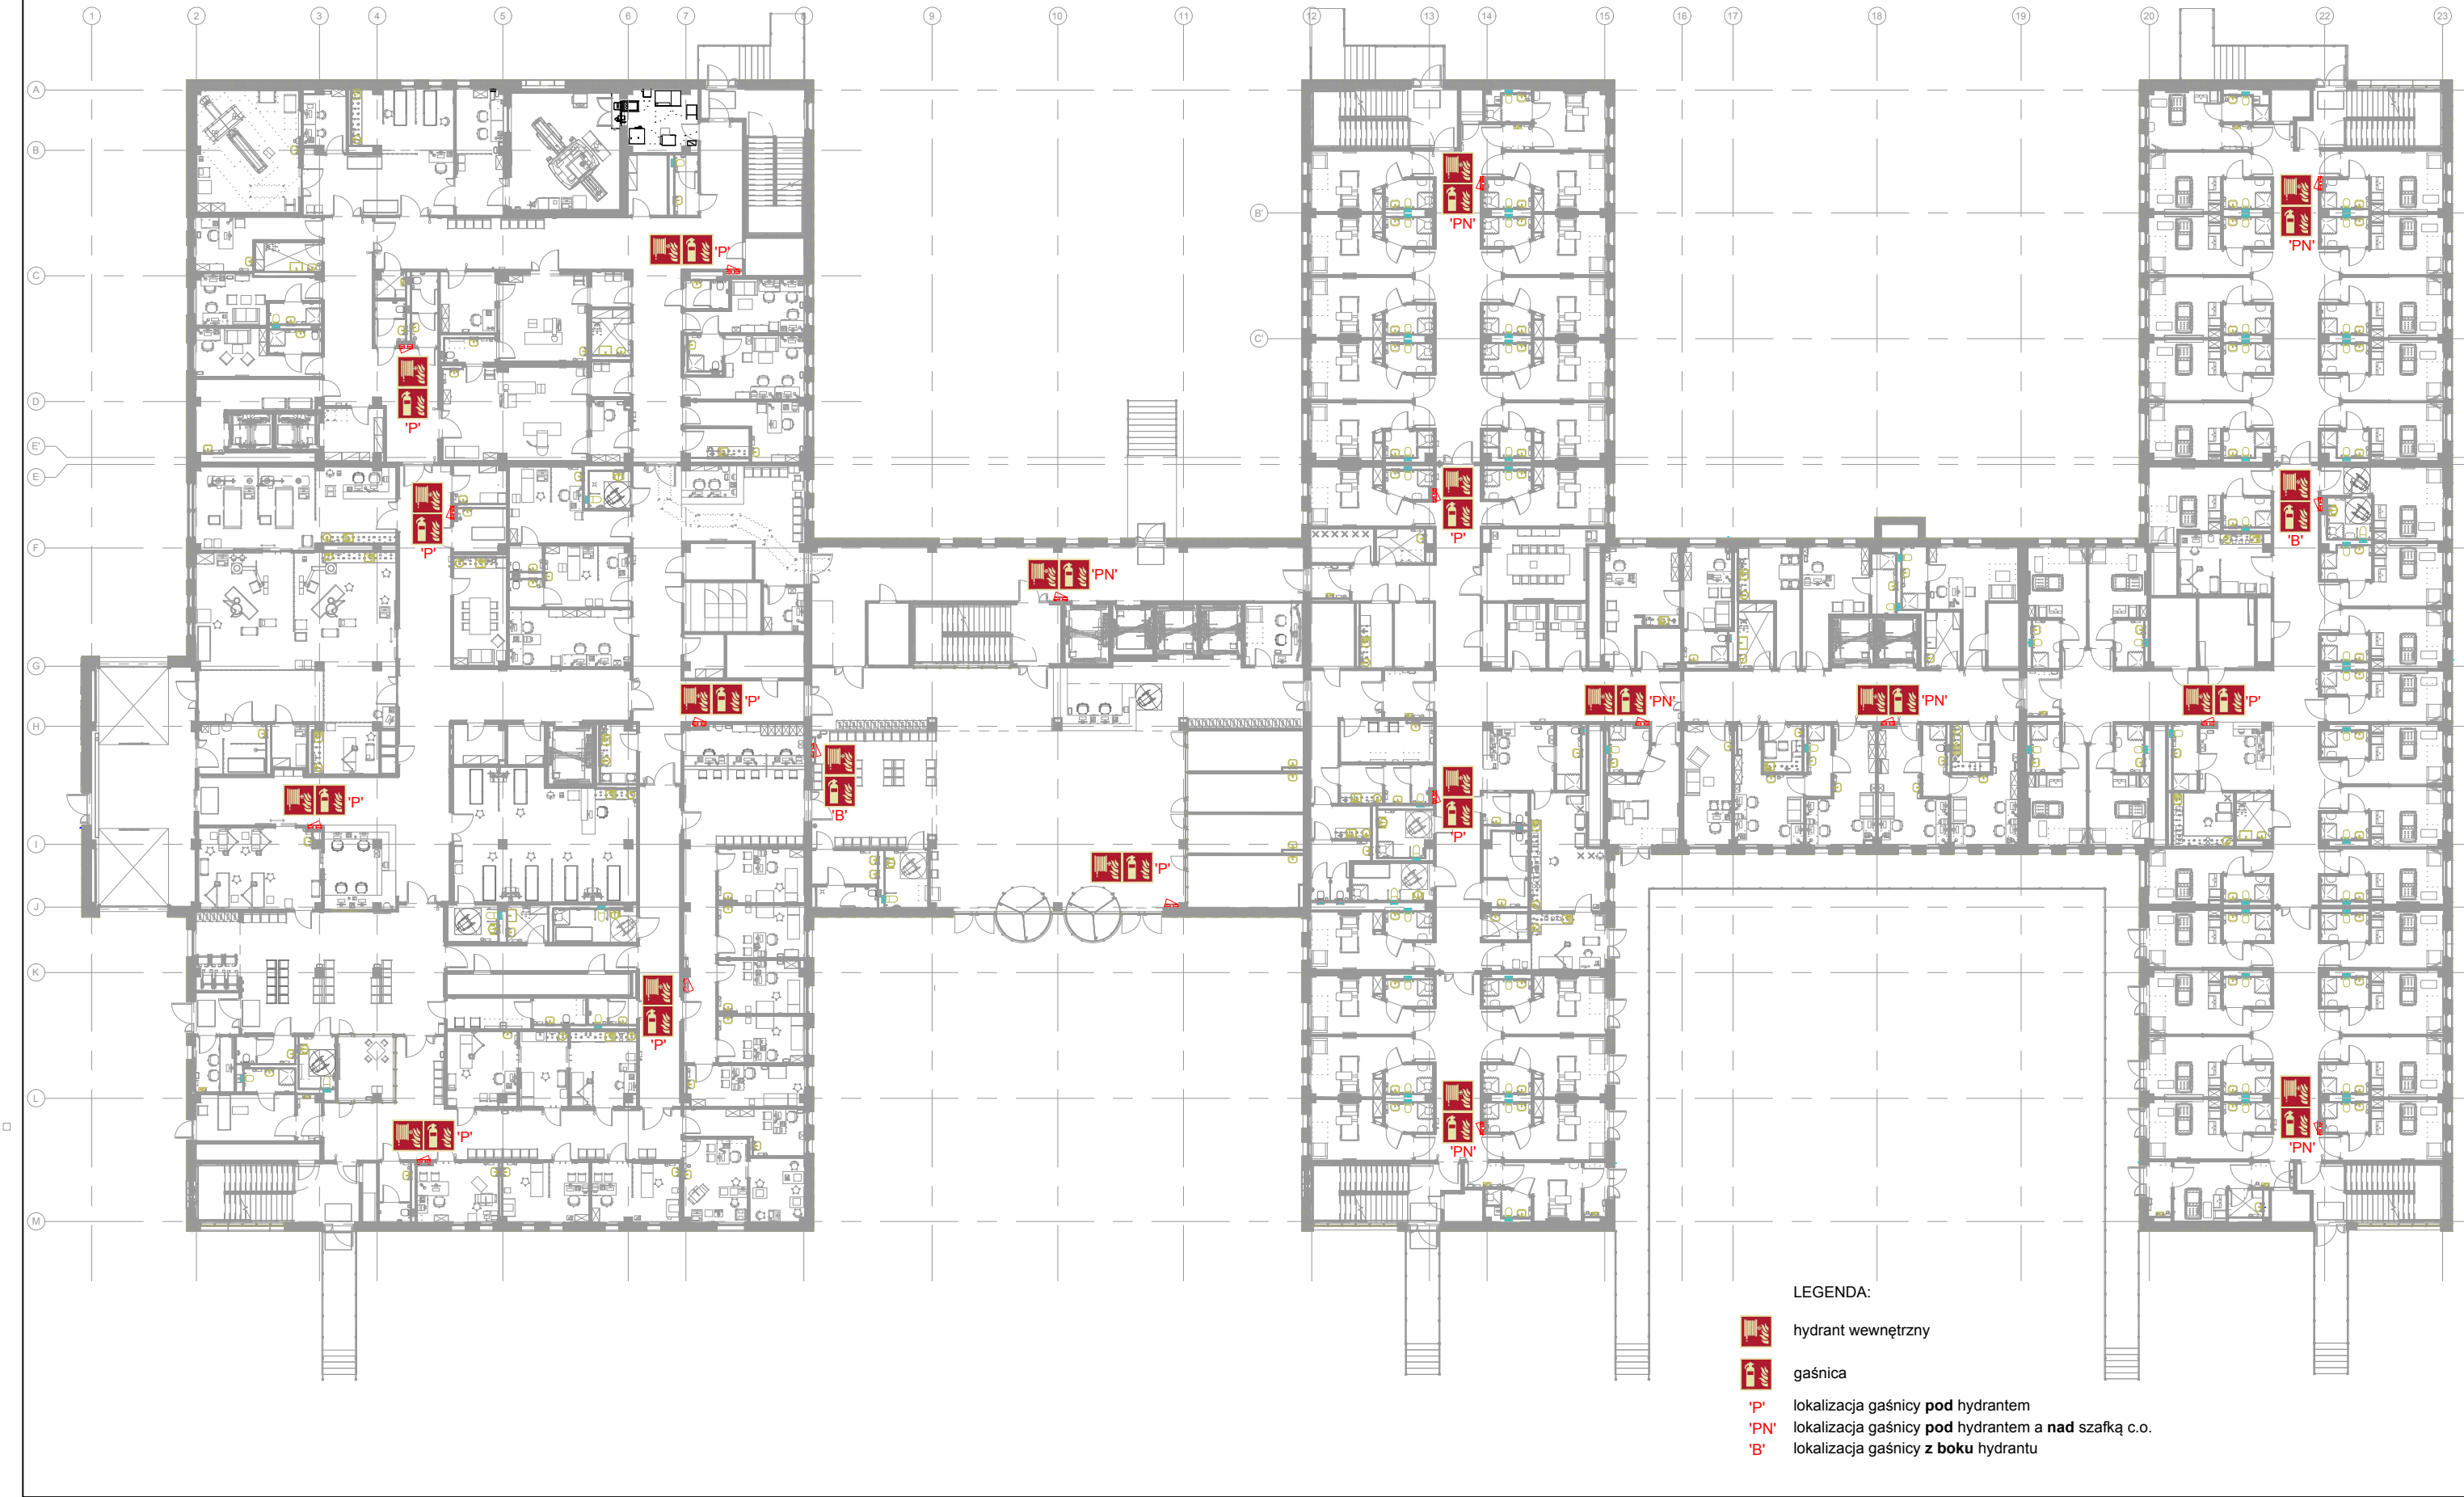 1 2 3 4 5 6 7 8 9 10 11 12 13 14 15 16 17 18 19 20 22 23
A
B
'PN'
'PN'
B'
'P'
C
C'
'P'
D
E'
E
'P'
'P'
'B'
F
'PN'
G
'P'
'PN'
'PN'
'P'
H
'P'
'B'
'P'
I
'P'
J
K
'P'
L
'P'
'PN'
'PN'
M
LEGENDA:
hydrant wewnętrzny
gaśnica
'P' lokalizacja gaśnicy pod hydrantem
'PN' lokalizacja gaśnicy pod hydrantem a nad szafką c.o.
'B' lokalizacja gaśnicy z boku hydrantu